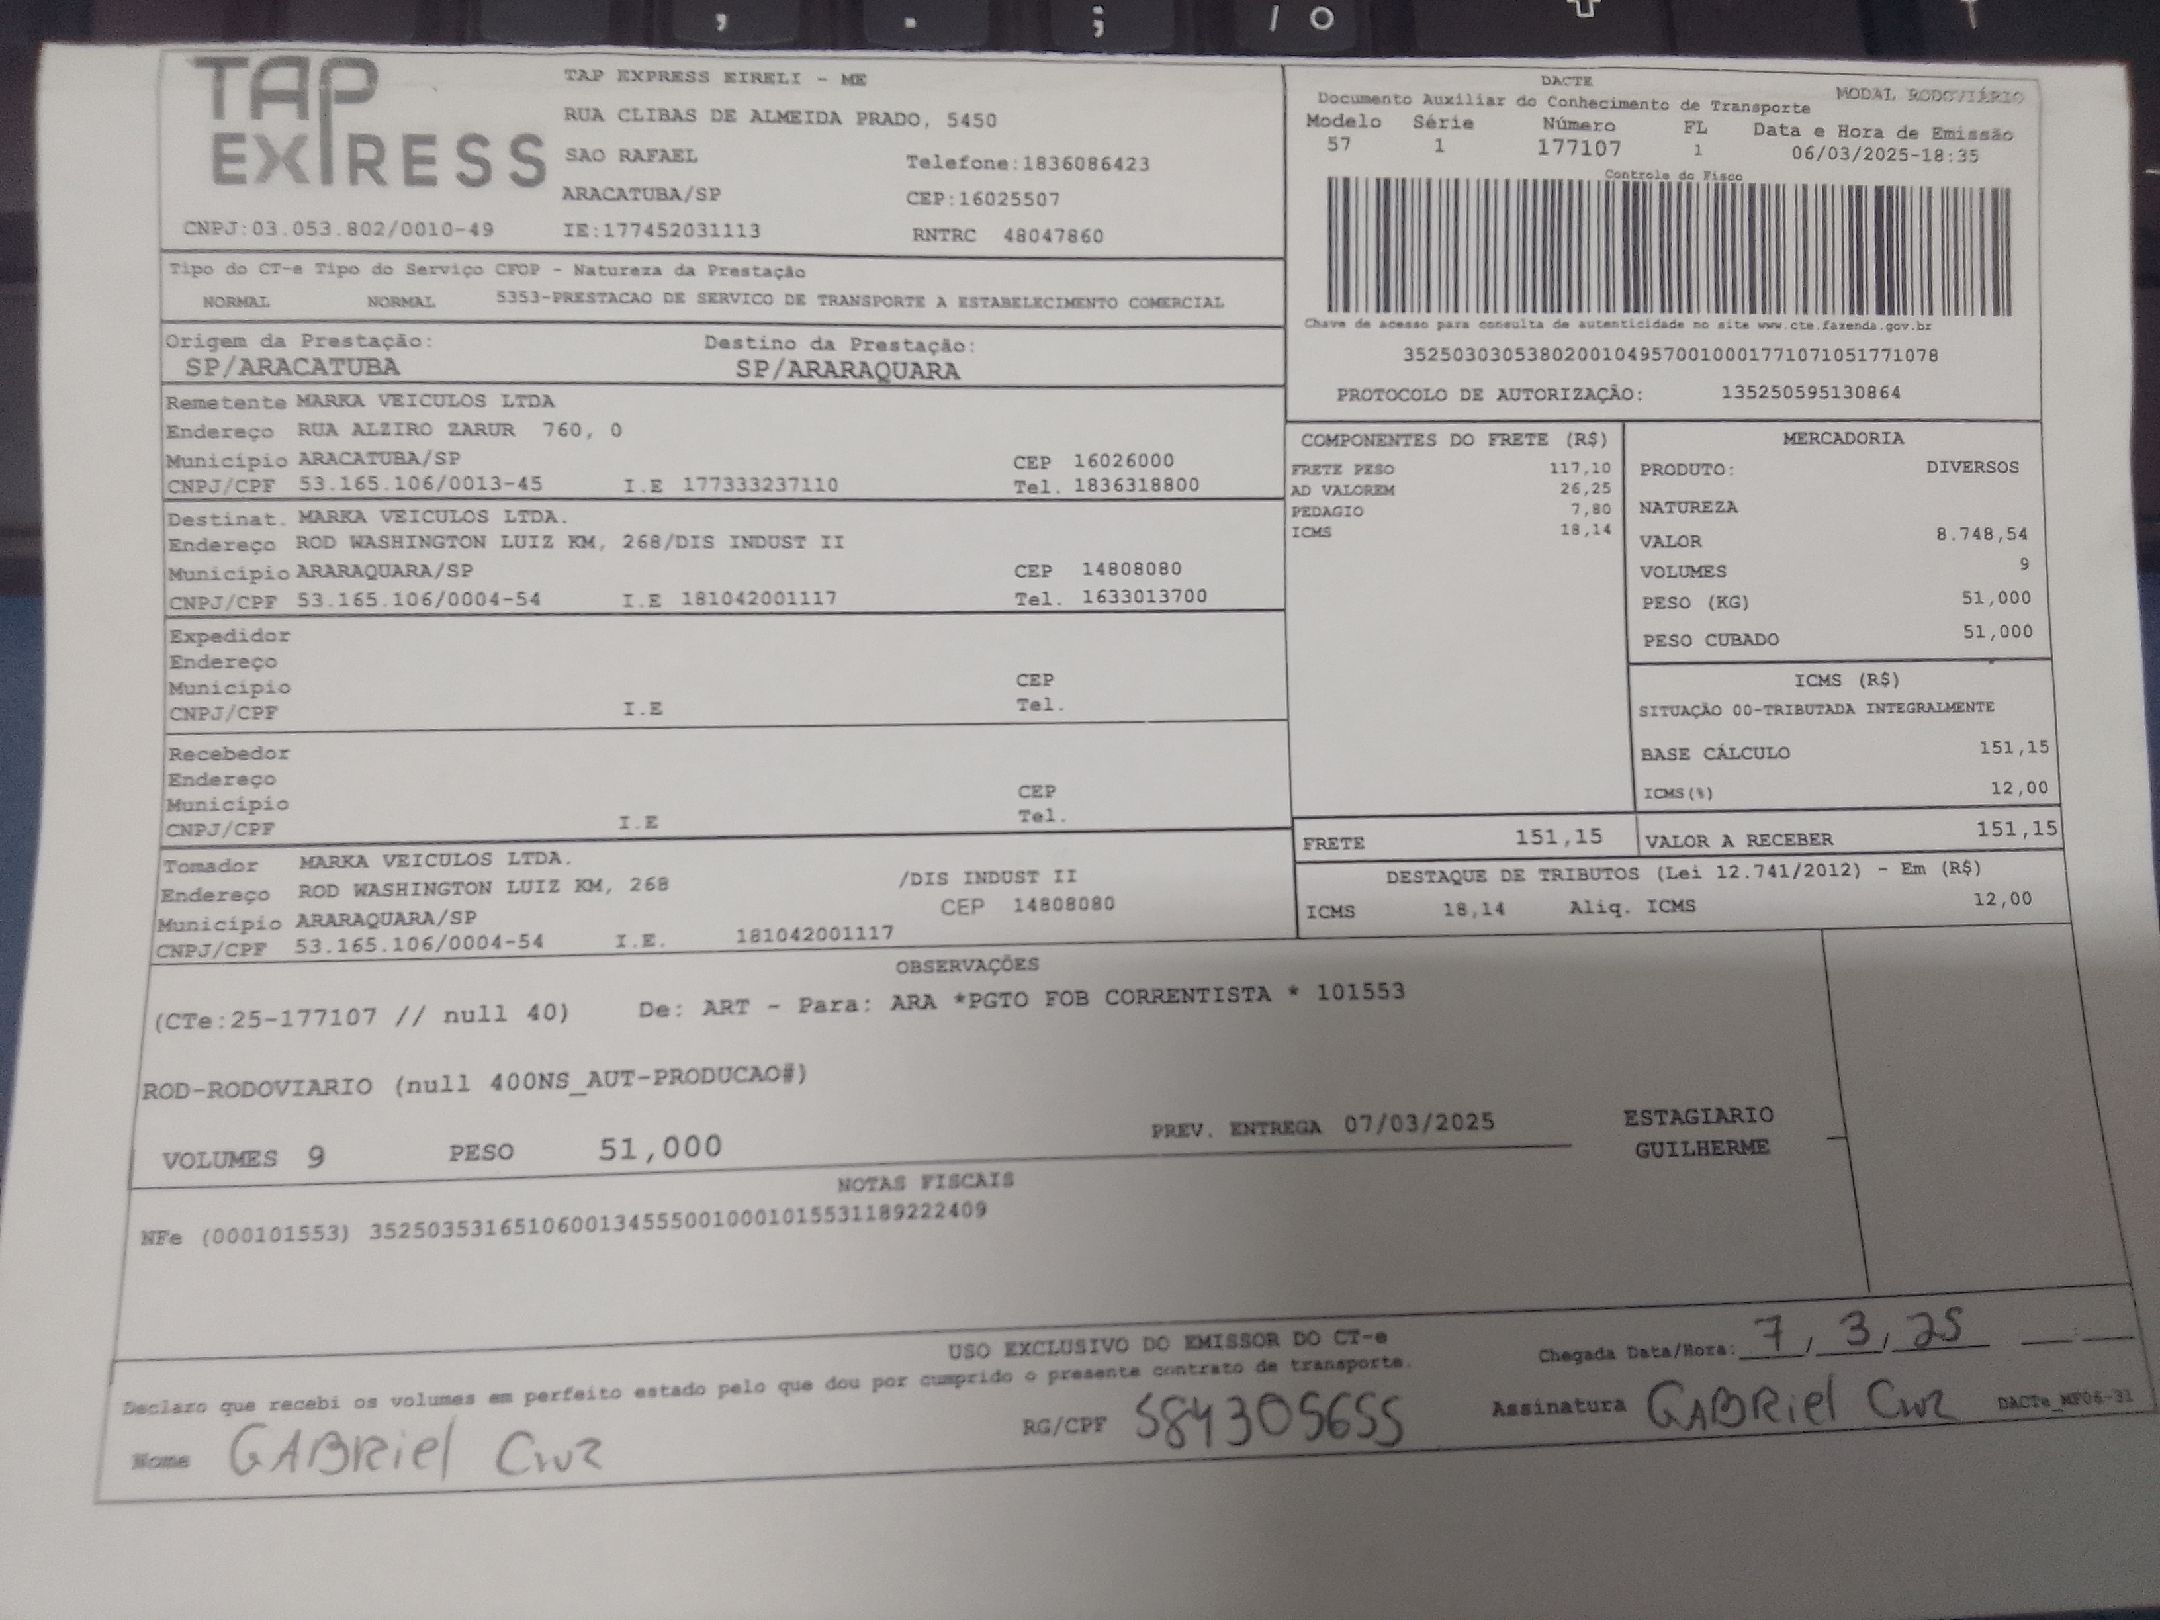 TAP
EXPRESS
TAP EXPRESS EIRELI - ME
RUA CLIBAS DE ALMEIDA PRADO, 5450
SAO RAFAEL Telefone:1836086423
ARACATUBA/SP CEP:16025507
CNPJ:03.053.802/0010-49 IE:177452031113 RNTRC 48047860
DACTE
Documento Auxiliar do Conhecimento de Transporte MODAL RODOVIÁRIO
Modelo Série Número FL Data e Hora de Emissão
57 1 177107 1 06/03/2025-18:35
Controle do Fisco
Chave de acesso para consulta de autenticidade no site www.cte.fazenda.gov.br
35250303053802001049570010001771071051771078
PROTOCOLO DE AUTORIZAÇÃO: 135250595130864
Tipo do CT-e Tipo do Serviço CFOP - Natureza da Prestação
NORMAL NORMAL 5353-PRESTACAO DE SERVICO DE TRANSPORTE A ESTABELECIMENTO COMERCIAL
Origem da Prestação: Destino da Prestação:
SP/ARACATUBA SP/ARARAQUARA
Remetente MARKA VEICULOS LTDA
Endereço RUA ALZIRO ZARUR 760, 0
Município ARACATUBA/SP CEP 16026000
CNPJ/CPF 53.165.106/0013-45 I.E 177333237110 Tel. 1836318800
Destinat. MARKA VEICULOS LTDA.
Endereço ROD WASHINGTON LUIZ KM, 268/DIS INDUST II
Município ARARAQUARA/SP CEP 14808080
CNPJ/CPF 53.165.106/0004-54 I.E 181042001117 Tel. 1633013700
Expedidor
Endereço
Município CEP
CNPJ/CPF I.E Tel.
Recebedor
Endereço
Município CEP
CNPJ/CPF I.E Tel.
Tomador MARKA VEICULOS LTDA.
Endereço ROD WASHINGTON LUIZ KM, 268 /DIS INDUST II
Município ARARAQUARA/SP CEP 14808080
CNPJ/CPF 53.165.106/0004-54 I.E. 181042001117
COMPONENTES DO FRETE (R$)
FRETE PESO 117,10
AD VALOREM 26,25
PEDAGIO 7,80
ICMS 18,14
MERCADORIA
PRODUTO: DIVERSOS
NATUREZA
VALOR 8.748,54
VOLUMES 9
PESO (KG) 51,000
PESO CUBADO 51,000
ICMS (R$)
SITUAÇÃO 00-TRIBUTADA INTEGRALMENTE
BASE CÁLCULO 151,15
ICMS(%) 12,00
FRETE 151,15 VALOR A RECEBER 151,15
DESTAQUE DE TRIBUTOS (Lei 12.741/2012) - Em (R$)
ICMS 18,14 Aliq. ICMS 12,00
OBSERVAÇÕES
(CTe:25-177107 // null 40) De: ART - Para: ARA *PGTO FOB CORRENTISTA * 101553
ROD-RODOVIARIO (null 400NS_AUT-PRODUCAO#)
VOLUMES 9 PESO 51,000 PREV. ENTREGA 07/03/2025
ESTAGIARIO
GUILHERME
NOTAS FISCAIS
NFe (000101553) 35250353165106001345550010001015531189222409
USO EXCLUSIVO DO EMISSOR DO CT-e
Declaro que recebi os volumes em perfeito estado pelo que dou por cumprido o presente contrato de transporte.
Chegada Data/Hora: 7/3/25 __:__
Nome GABRiel Cruz RG/CPF 584305655 Assinatura GABRiel Cruz DACTe_MF06-31